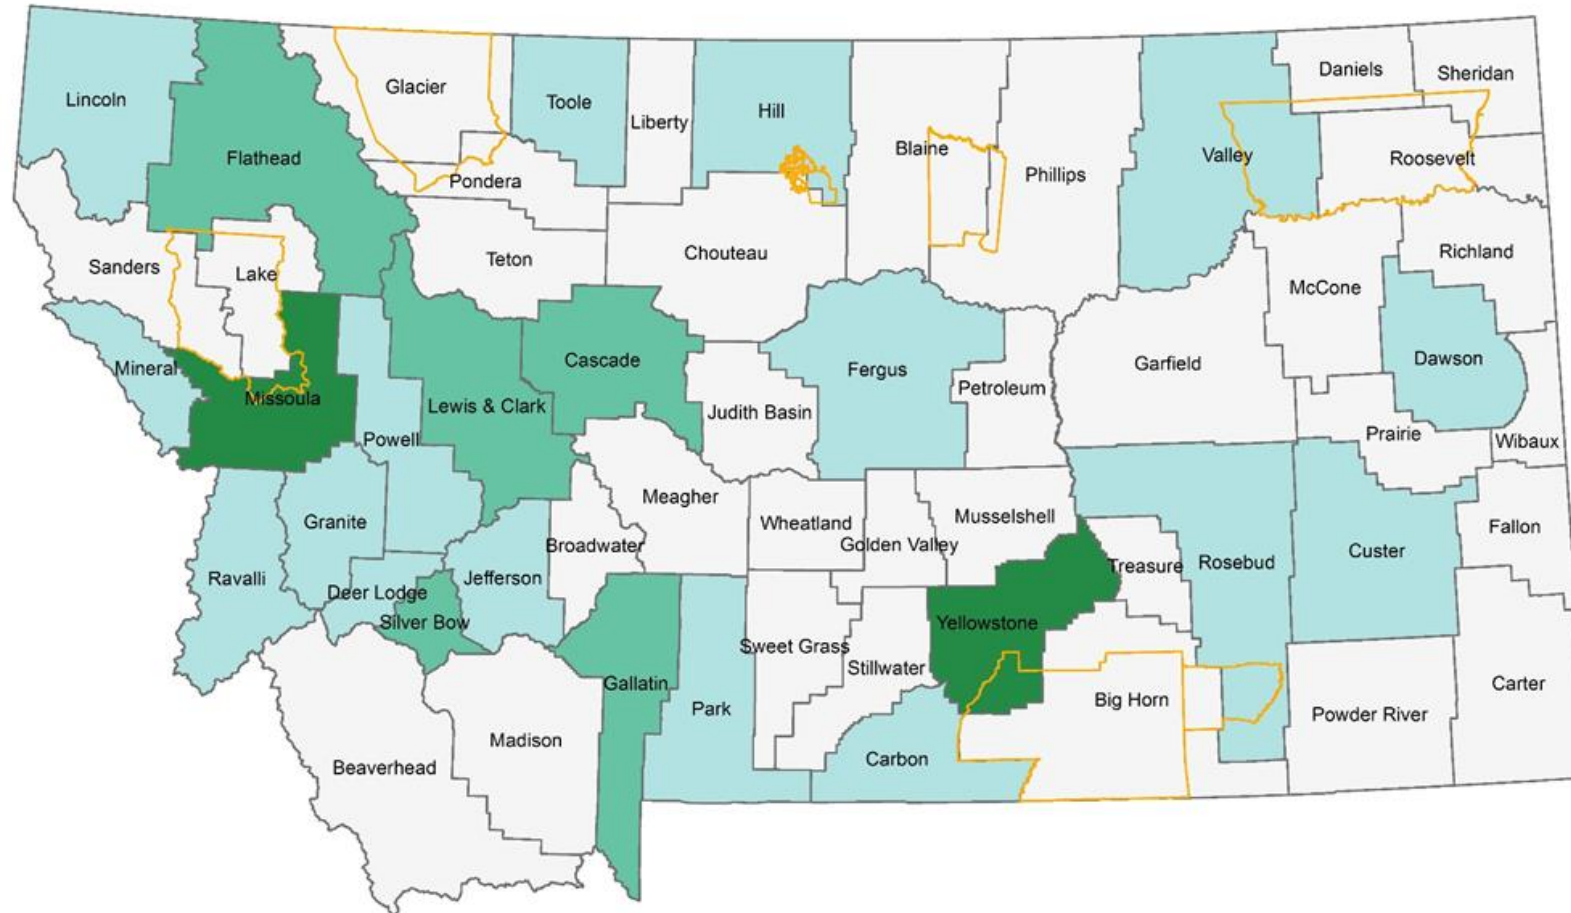 Daniels
Sheridan
Glacier
Lincoln
Toole
Hill
Liberty
Blaine
Flathead
Valley
Roosevelt
Phillips
Pondera
Richland
Chouteau
Teton
Sanders
Lake
McCone
Dawson
Cascade
Garfield
Mineral
Fergus
Petroleum
Missoula
Lewis & Clark
Judith Basin
Prairie
Powell
Wibaux
Meagher
Musselshell
Granite
Wheatland
Fallon
Broadwater
Golden Valley
Custer
Rosebud
Treasure
Ravalli
Jefferson
Deer Lodge
Silver Bow
Yellowstone
Sweet Grass
Stillwater
Gallatin
Carter
Big Horn
Park
Powder River
Madison
Carbon
Beaverhead